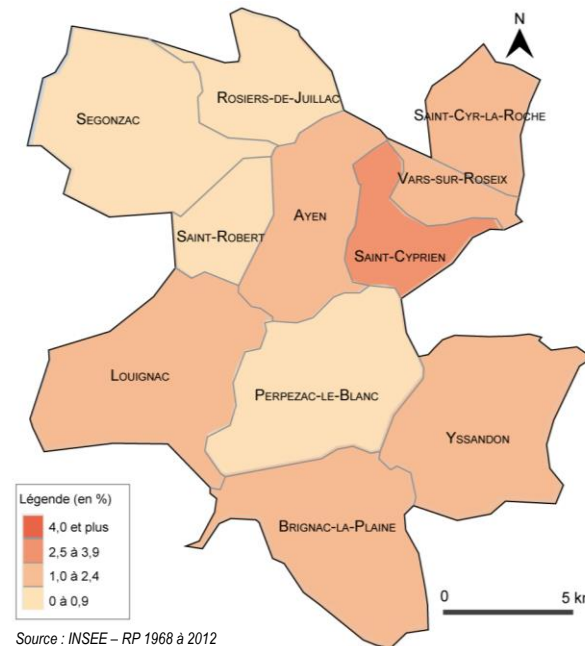 N
Rosiers-de-Juillac
Segonzac
Saint-Cyr-la-Roche
Vars-sur-Roseix
Ayen
Saint-Robert
Saint-Cyprien
Louignac
Perpezac-le-Blanc
Yssandon
Brignac-la-Plaine
Légende (en %)
4,0 et plus
2,5 à 3,9
1,0 à 2,4
0 à 0,9
0 5 km
Source : INSEE – RP 1968 à 2012